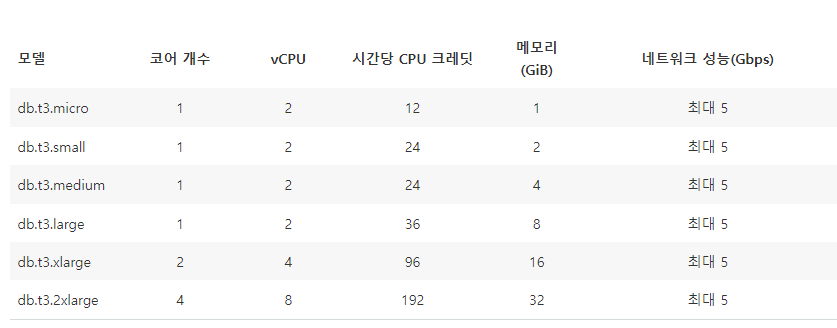 모델 코어 개수 vCPU 시간당 CPU 크레딧 메모리 (GiB) 네트워크 성능(Gbps)
db.t3.micro 1 2 12 1 최대 5
db.t3.small 1 2 24 2 최대 5
db.t3.medium 1 2 24 4 최대 5
db.t3.large 1 2 36 8 최대 5
db.t3.xlarge 2 4 96 16 최대 5
db.t3.2xlarge 4 8 192 32 최대 5